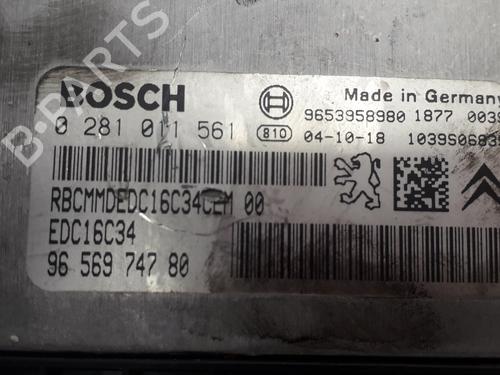 B-PARTS
BOSCH
Made in Germany
0 281 011 561
810
9653958980 1877
04-10-18
RBCMMDEDC16C34CEM 00
EDC16C34
96 569 747 80